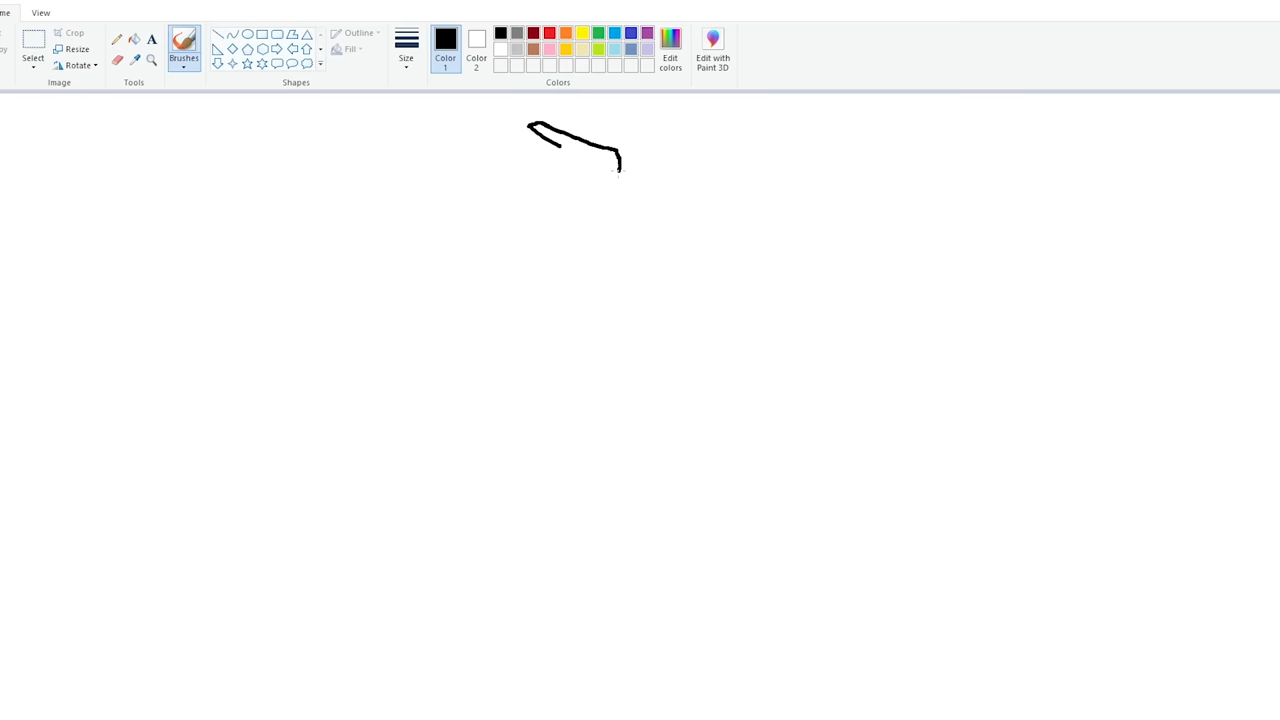 me View
Crop
Resize
Rotate
Select
Image
A
Tools
Brushes
Outline
Fill
Shapes
Size
Color 1
Color 2
Edit colors
Colors
Edit with Paint 3D